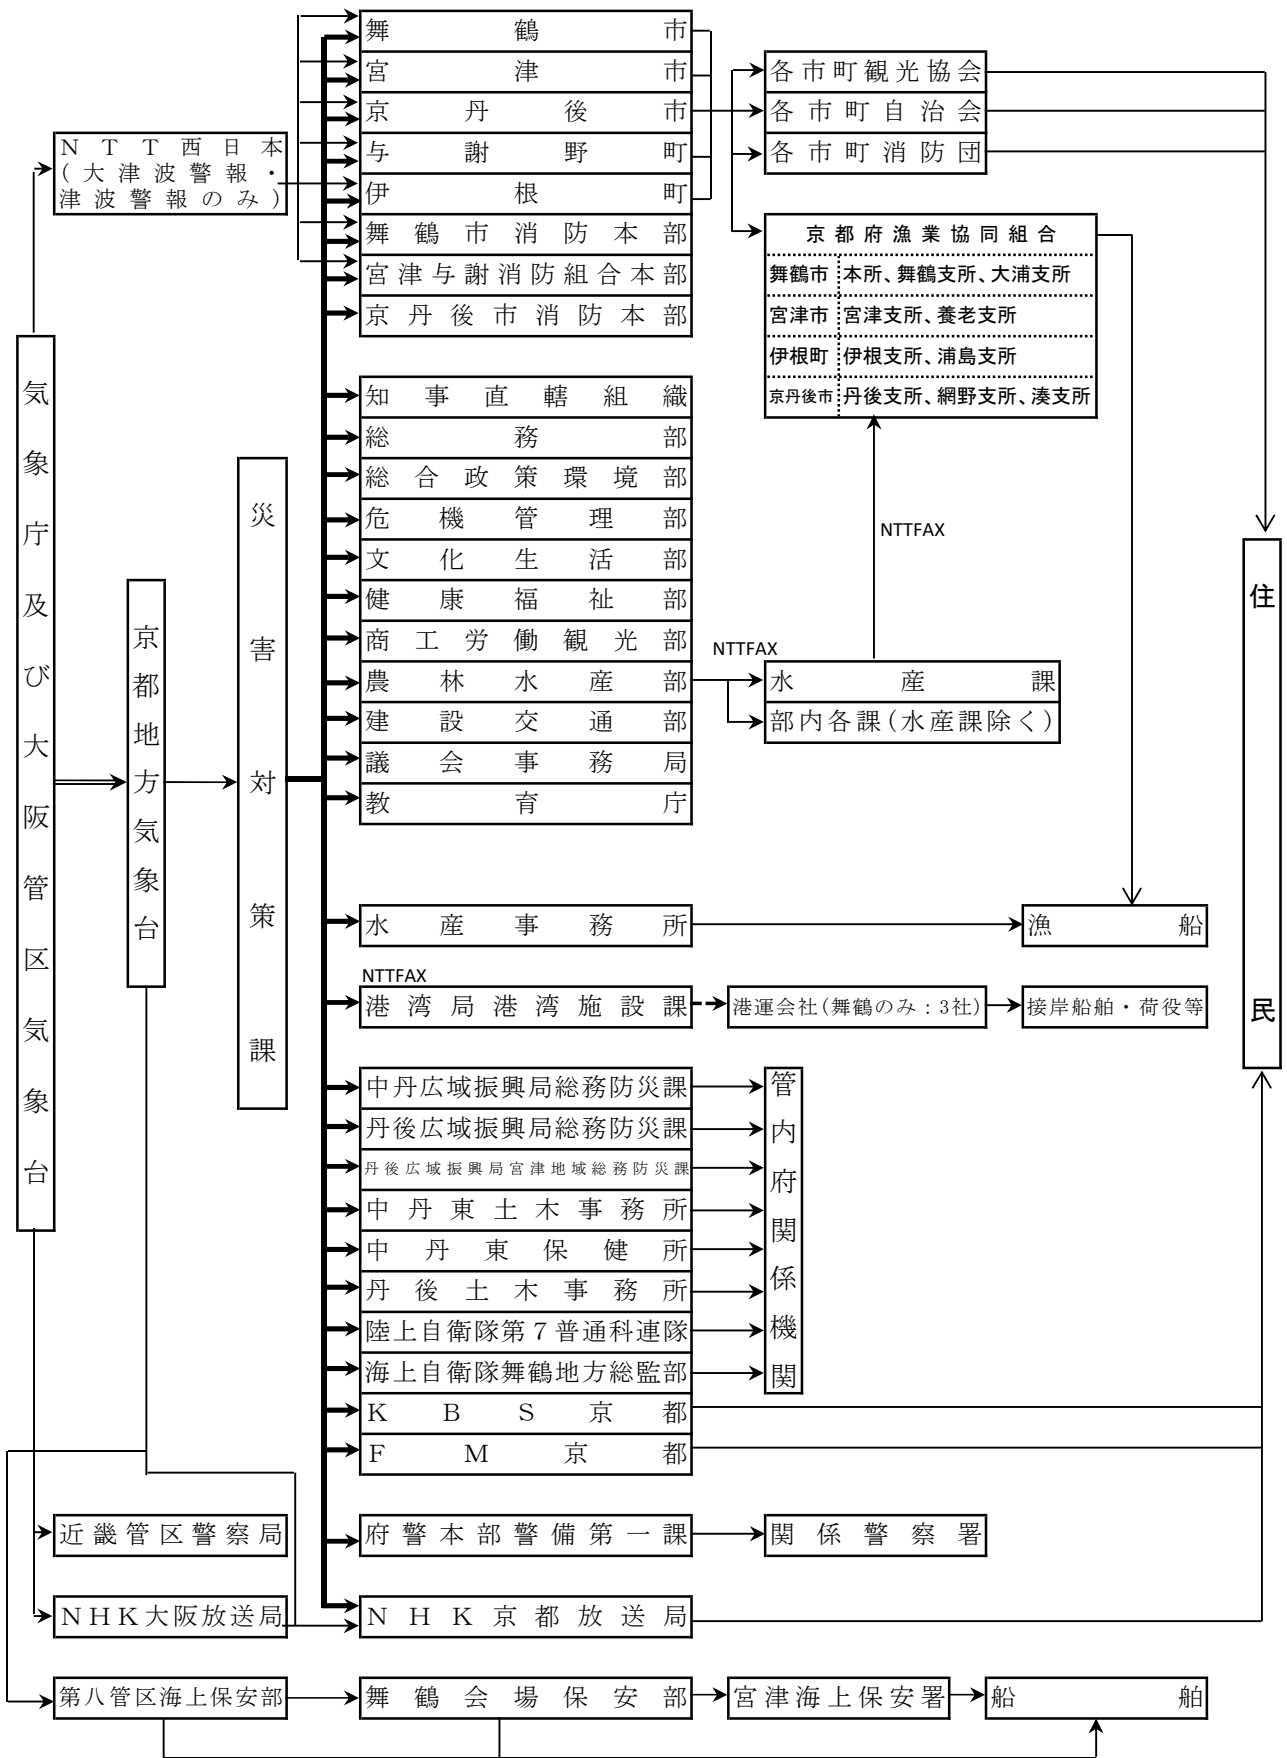 気象庁及び大阪管区気象台
NTT西日本
(大津波警報・
津波警報のみ)
京都地方気象台
災害対策課
近畿管区警察局
NHK大阪放送局
第八管区海上保安部
舞鶴市
宮津市
京丹後市
与謝野町
伊根町
舞鶴市消防本部
宮津与謝消防組合本部
京丹後市消防本部
知事直轄組織
総務部
総合政策環境部
危機管理部
文化生活部
健康福祉部
商工労働観光部
農林水産部
建設交通部
議会事務局
教育庁
水産事務所
NTTFAX
港湾局港湾施設課
中丹広域振興局総務防災課
丹後広域振興局総務防災課
丹後広域振興局宮津地域総務防災課
中丹東土木事務所
中丹東保健所
丹後土木事務所
陸上自衛隊第7普通科連隊
海上自衛隊舞鶴地方総監部
KBS京都
FM京都
府警本部警備第一課
NHK京都放送局
舞鶴会場保安部
各市町観光協会
各市町自治会
各市町消防団
京都府漁業協同組合
舞鶴市 本所、舞鶴支所、大浦支所
宮津市 宮津支所、養老支所
伊根町 伊根支所、浦島支所
京丹後市 丹後支所、網野支所、湊支所
NTTFAX
NTTFAX
水産課
部内各課(水産課除く)
漁船
港運会社(舞鶴のみ:3社)
接岸船舶・荷役等
管内府関係機関
関係警察署
宮津海上保安署
船舶
住民